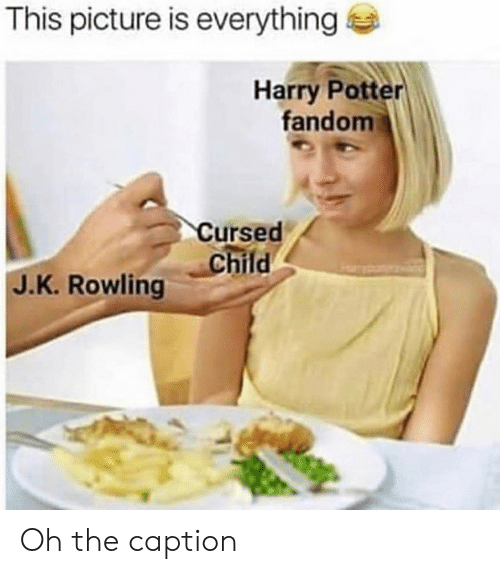 This picture is everything 😂
Harry Potter
fandom
Cursed
Child
J.K. Rowling
Oh the caption